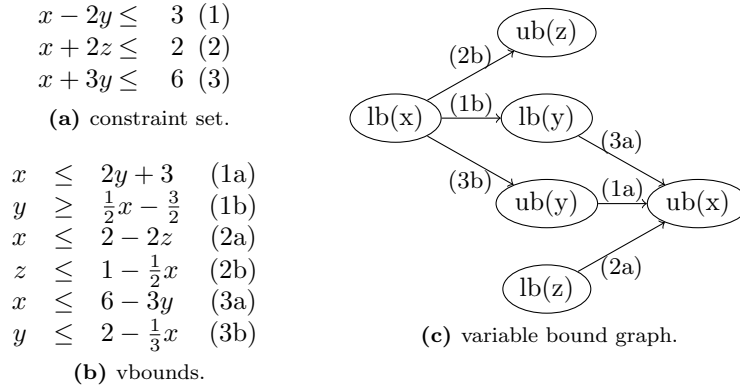 x − 2y ≤ 3 (1)
x + 2z ≤ 2 (2)
x + 3y ≤ 6 (3)
(a) constraint set.
x ≤ 2y + 3 (1a)
y ≥ 1/2x − 3/2 (1b)
x ≤ 2 − 2z (2a)
z ≤ 1 − 1/2x (2b)
x ≤ 6 − 3y (3a)
y ≤ 2 − 1/3x (3b)
(b) vbounds.
ub(z)
(2b)
lb(x) (1b) lb(y)
(3a)
(3b)
ub(y) (1a) ub(x)
(2a)
lb(z)
(c) variable bound graph.